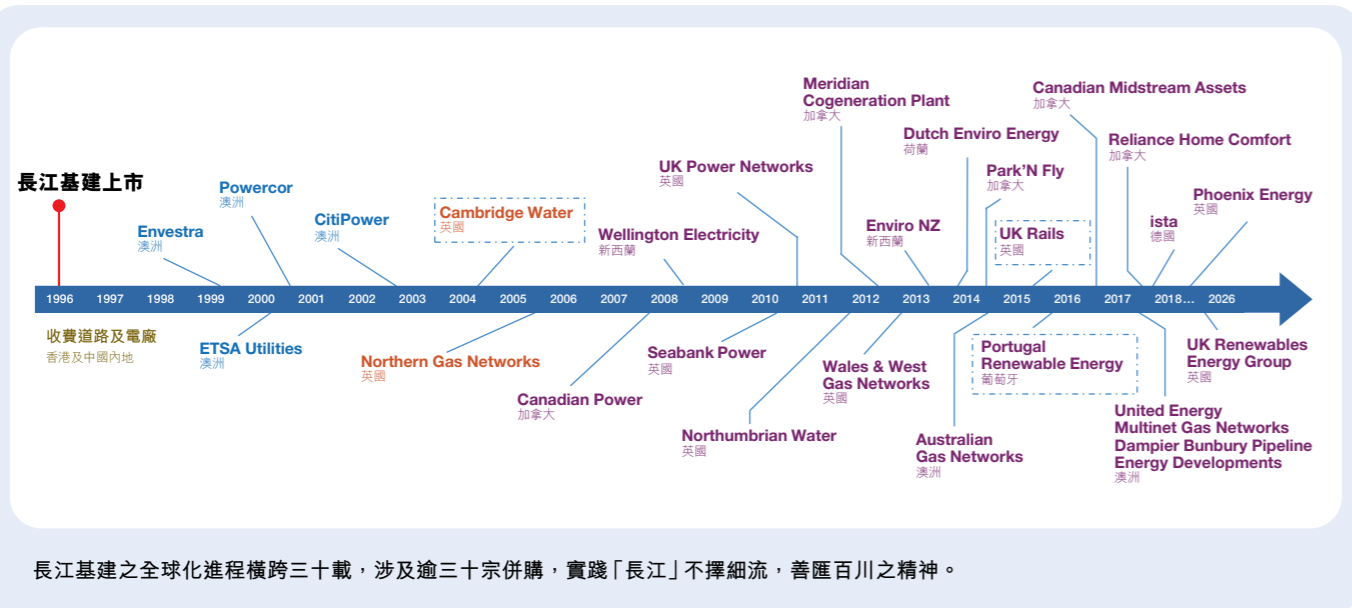 長江基建上市
Envestra
澳洲
Powercor
澳洲
CitiPower
澳洲
Cambridge Water
英國
Wellington Electricity
新西蘭
UK Power Networks
英國
Meridian
Cogeneration Plant
加拿大
Enviro NZ
新西蘭
Dutch Enviro Energy
荷蘭
Park'N Fly
加拿大
UK Rails
英國
Canadian Midstream Assets
加拿大
Reliance Home Comfort
加拿大
ista
德國
Phoenix Energy
英國
1996 1997 1998 1999 2000 2001 2002 2003 2004 2005 2006 2007 2008 2009 2010 2011 2012 2013 2014 2015 2016 2017 2018... 2026
收費道路及電廠
香港及中國內地
ETSA Utilities
澳洲
Northern Gas Networks
英國
Canadian Power
加拿大
Seabank Power
英國
Northumbrian Water
英國
Wales & West
Gas Networks
英國
Australian
Gas Networks
澳洲
Portugal
Renewable Energy
葡萄牙
United Energy
Multinet Gas Networks
Dampier Bunbury Pipeline
Energy Developments
澳洲
UK Renewables
Energy Group
英國
長江基建之全球化進程橫跨三十載，涉及逾三十宗併購，實踐「長江」不擇細流，善匯百川之精神。